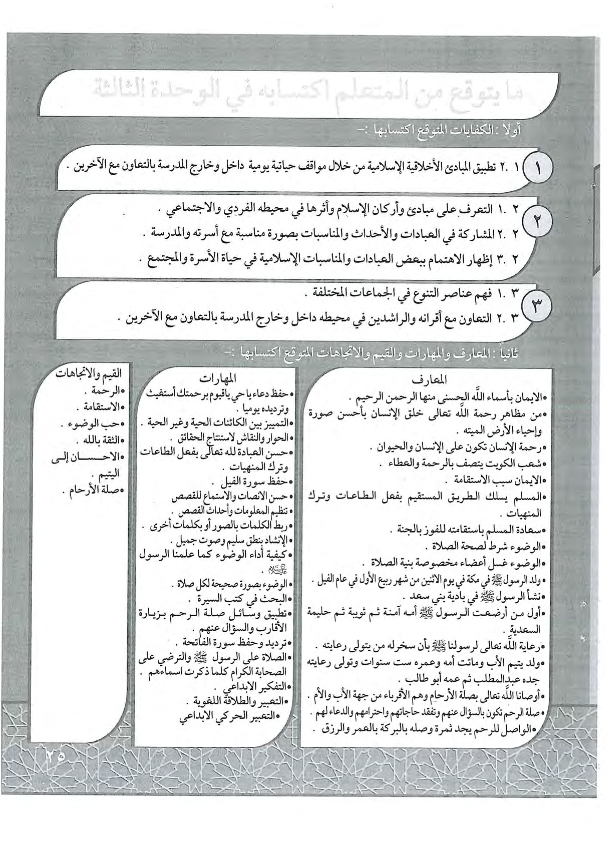 ما يتوقع من المتعلم اكتسابه في الوحدة الثالثة
أولاً : الكفايات المتوقع اكتسابها :-
١
١ .٢ تطبيق المبادئ الأخلاقية الإسلامية من خلال مواقف حياتية يومية داخل وخارج المدرسة بالتعاون مع الآخرين .
٢
٢ .١ التعرف على مبادئ وأركان الإسلام وأثرها في محيطه الفردي والاجتماعي .
٢ .٢ المشاركة في العبادات والأحداث والمناسبات بصورة مناسبة مع أسرته والمدرسة .
٢ .٣ إظهار الاهتمام ببعض العبادات والمناسبات الإسلامية في حياة الأسرة والمجتمع .
٣
٣ .١ فهم عناصر التنوع في الجماعات المختلفة .
٣ .٢ التعاون مع أقرانه والراشدين في محيطه داخل وخارج المدرسة بالتعاون مع الآخرين .
ثانياً : المعارف والمهارات والقيم والاتجاهات المتوقع اكتسابها :-
المعارف
•الايمان بأسماء الله الحسنى منها الرحمن الرحيم .
•من مظاهر رحمة الله تعالى خلق الإنسان بأحسن صورة
وإحياء الأرض الميته .
•رحمة الإنسان تكون على الإنسان والحيوان .
•شعب الكويت يتصف بالرحمة والعطاء .
•الايمان سبب الاستقامة .
•المسلم يسلك الطريق المستقيم بفعل الطاعات وترك
المنهيات .
•سعادة المسلم باستقامته للفوز بالجنة .
•الوضوء شرط لصحة الصلاة .
•الوضوء غسل أعضاء مخصوصة بنية الصلاة .
•ولد الرسول ﷺ في مكة في يوم الاثنين من شهر ربيع الأول في عام الفيل .
•نشأ الرسول ﷺ في بادية بني سعد .
•أول من أرضعت الرسول ﷺ أمه آمنة ثم ثويبة ثم حليمة
السعدية .
•رعاية الله تعالى لرسولنا ﷺ بأن سخر له من يتولى رعايته .
•ولد يتيم الأب وماتت أمه وعمره ست سنوات وتولى رعايته
جده عبدالمطلب ثم عمه أبو طالب .
•أوصانا الله تعالى بصلة الأرحام وهم الأقرباء من جهة الأب والأم .
•صلة الرحم تكون بالسؤال عنهم وتفقد حاجاتهم واحترامهم والدعاء لهم .
•الواصل للرحم يجد ثمرة وصله بالبركة بالعمر والرزق .
المهارات
•حفظ دعاء ياحي ياقيوم برحمتك أستغيث
وترديده يوميا .
•التمييز بين الكائنات الحية وغير الحية .
•الحوار والنقاش لاستنتاج الحقائق .
•حسن العبادة لله تعالى بفعل الطاعات
وترك المنهيات .
•حفظ سورة الفيل .
•حسن الانصات والاستماع للقصص
•تنظيم المعلومات وأحداث القصص .
•ربط الكلمات بالصور أو بكلمات أخرى .
•الإنشاد بنطق سليم وصوت جميل .
•كيفية أداء الوضوء كما علمنا الرسول
ﷺ .
•الوضوء بصورة صحيحة لكل صلاة .
•البحث في كتب السيرة .
•تطبيق وسائل صلة الرحم بزيارة
الأقارب والسؤال عنهم .
•ترديد وحفظ سورة الفاتحة .
•الصلاة على الرسول ﷺ والترضي على
الصحابة الكرام كلما ذكرت اسماءهم .
•التفكير الابداعي .
•التعبير والطلاقة اللغوية .
•التعبير الحركي الابداعي
القيم والاتجاهات
•الرحمة .
•الاستقامة .
•حب الوضوء .
•الثقة بالله .
•الاحسان إلى
اليتيم .
•صلة الأرحام .
٢٥